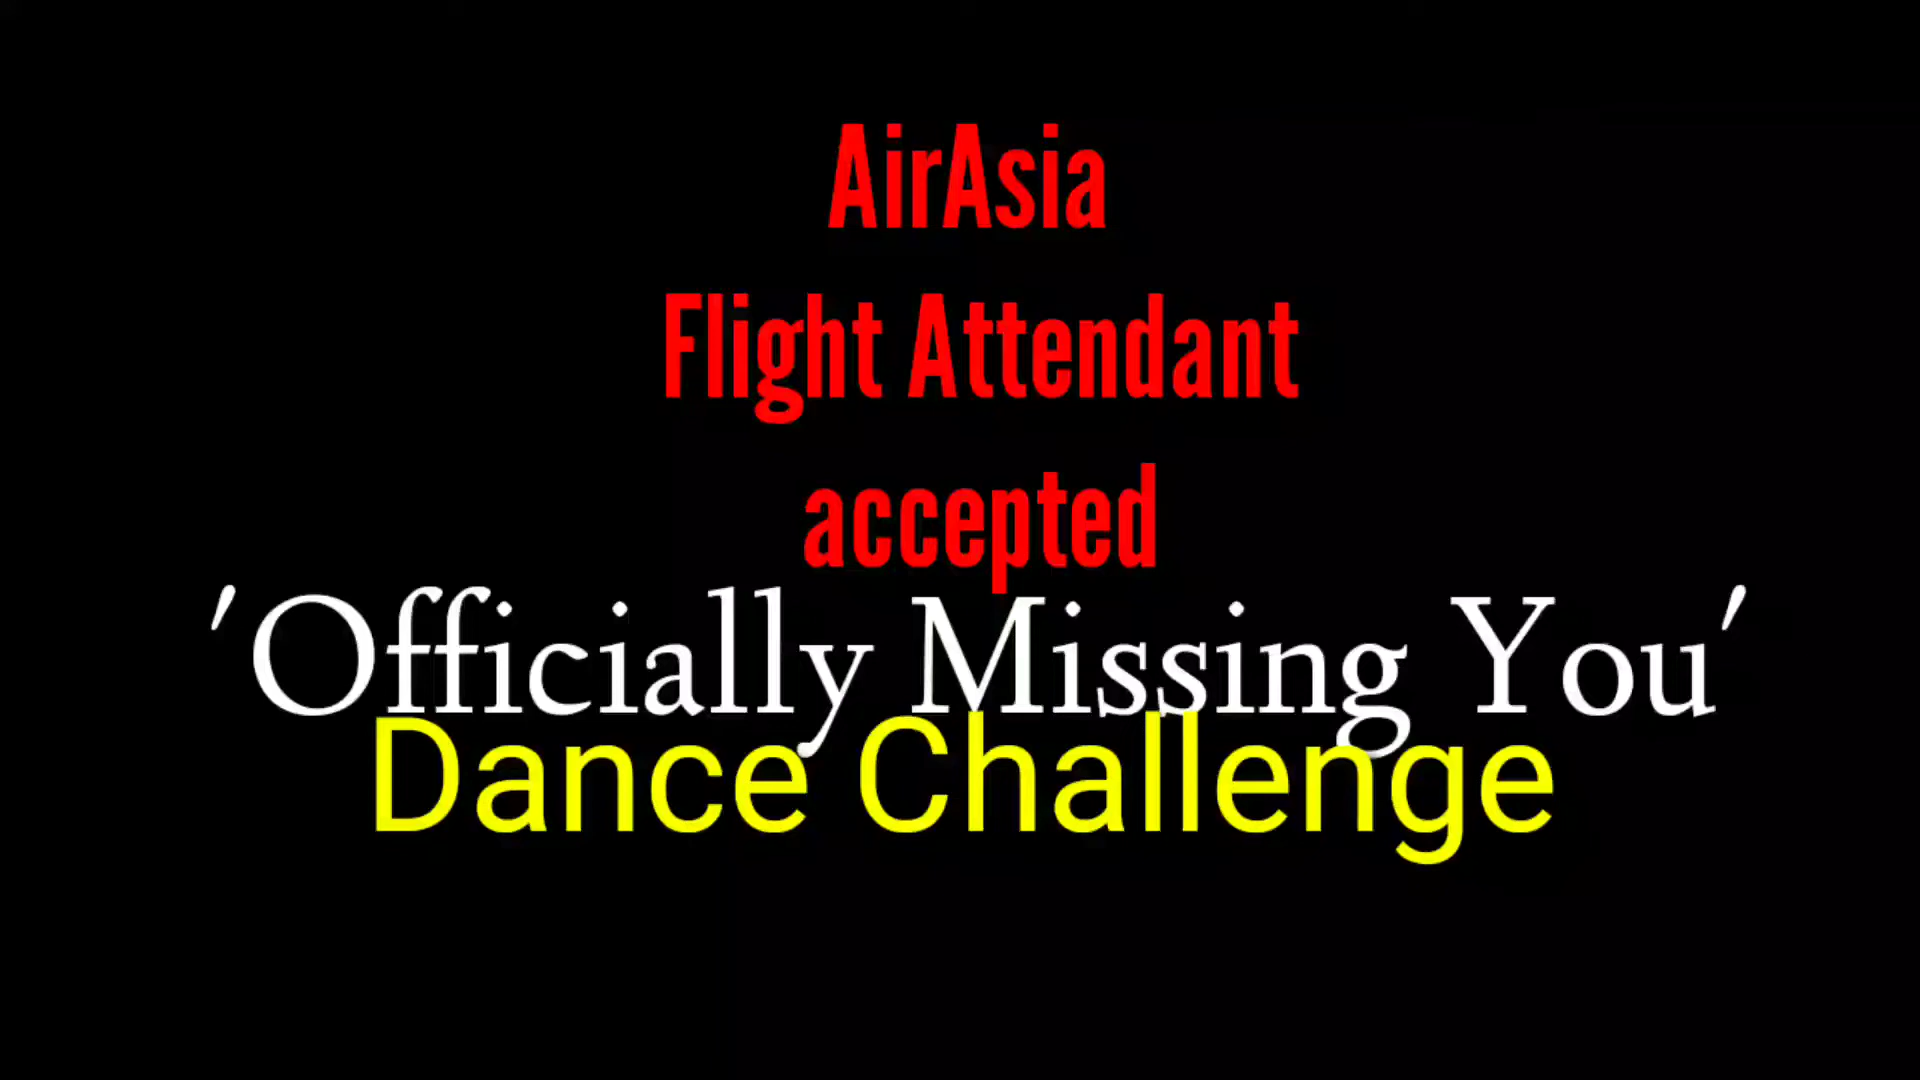 AirAsia
Flight Attendant
accepted
'Officially Missing You'
Dance Challenge